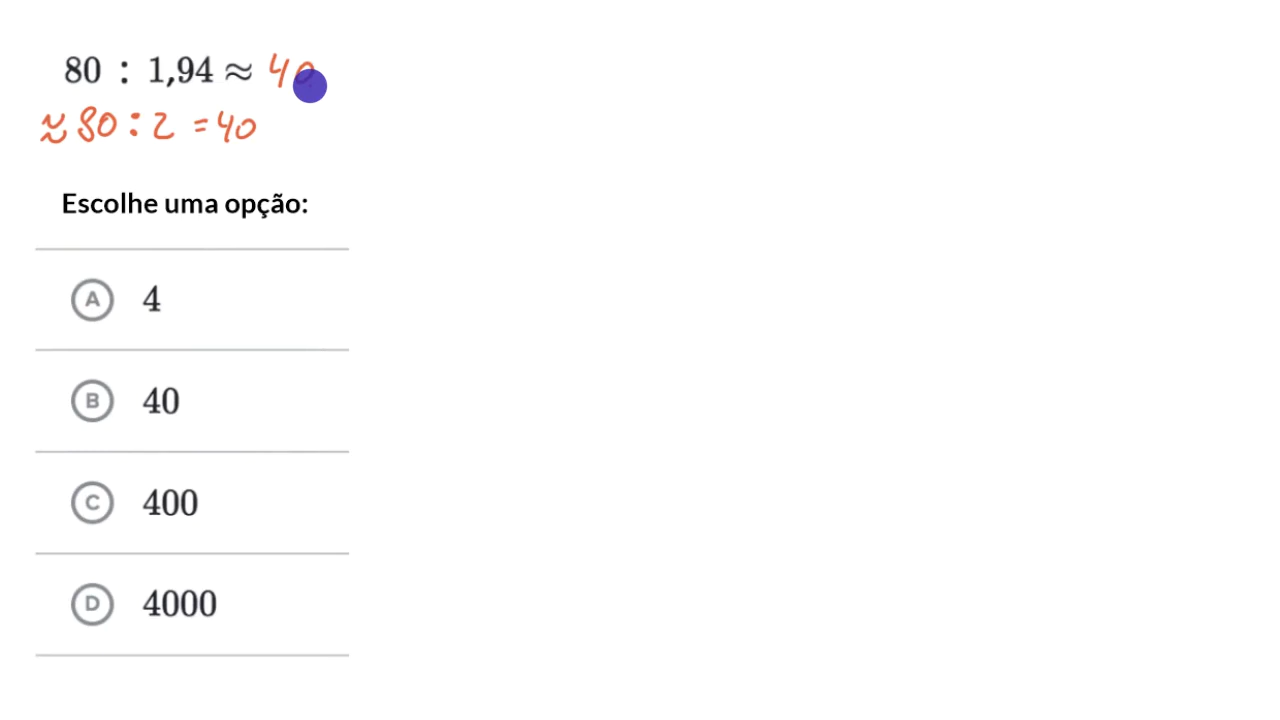 80 : 1,94 ≈ 40
≈ 80 : 2 = 40
Escolhe uma opção:
A 4
B 40
C 400
D 4000